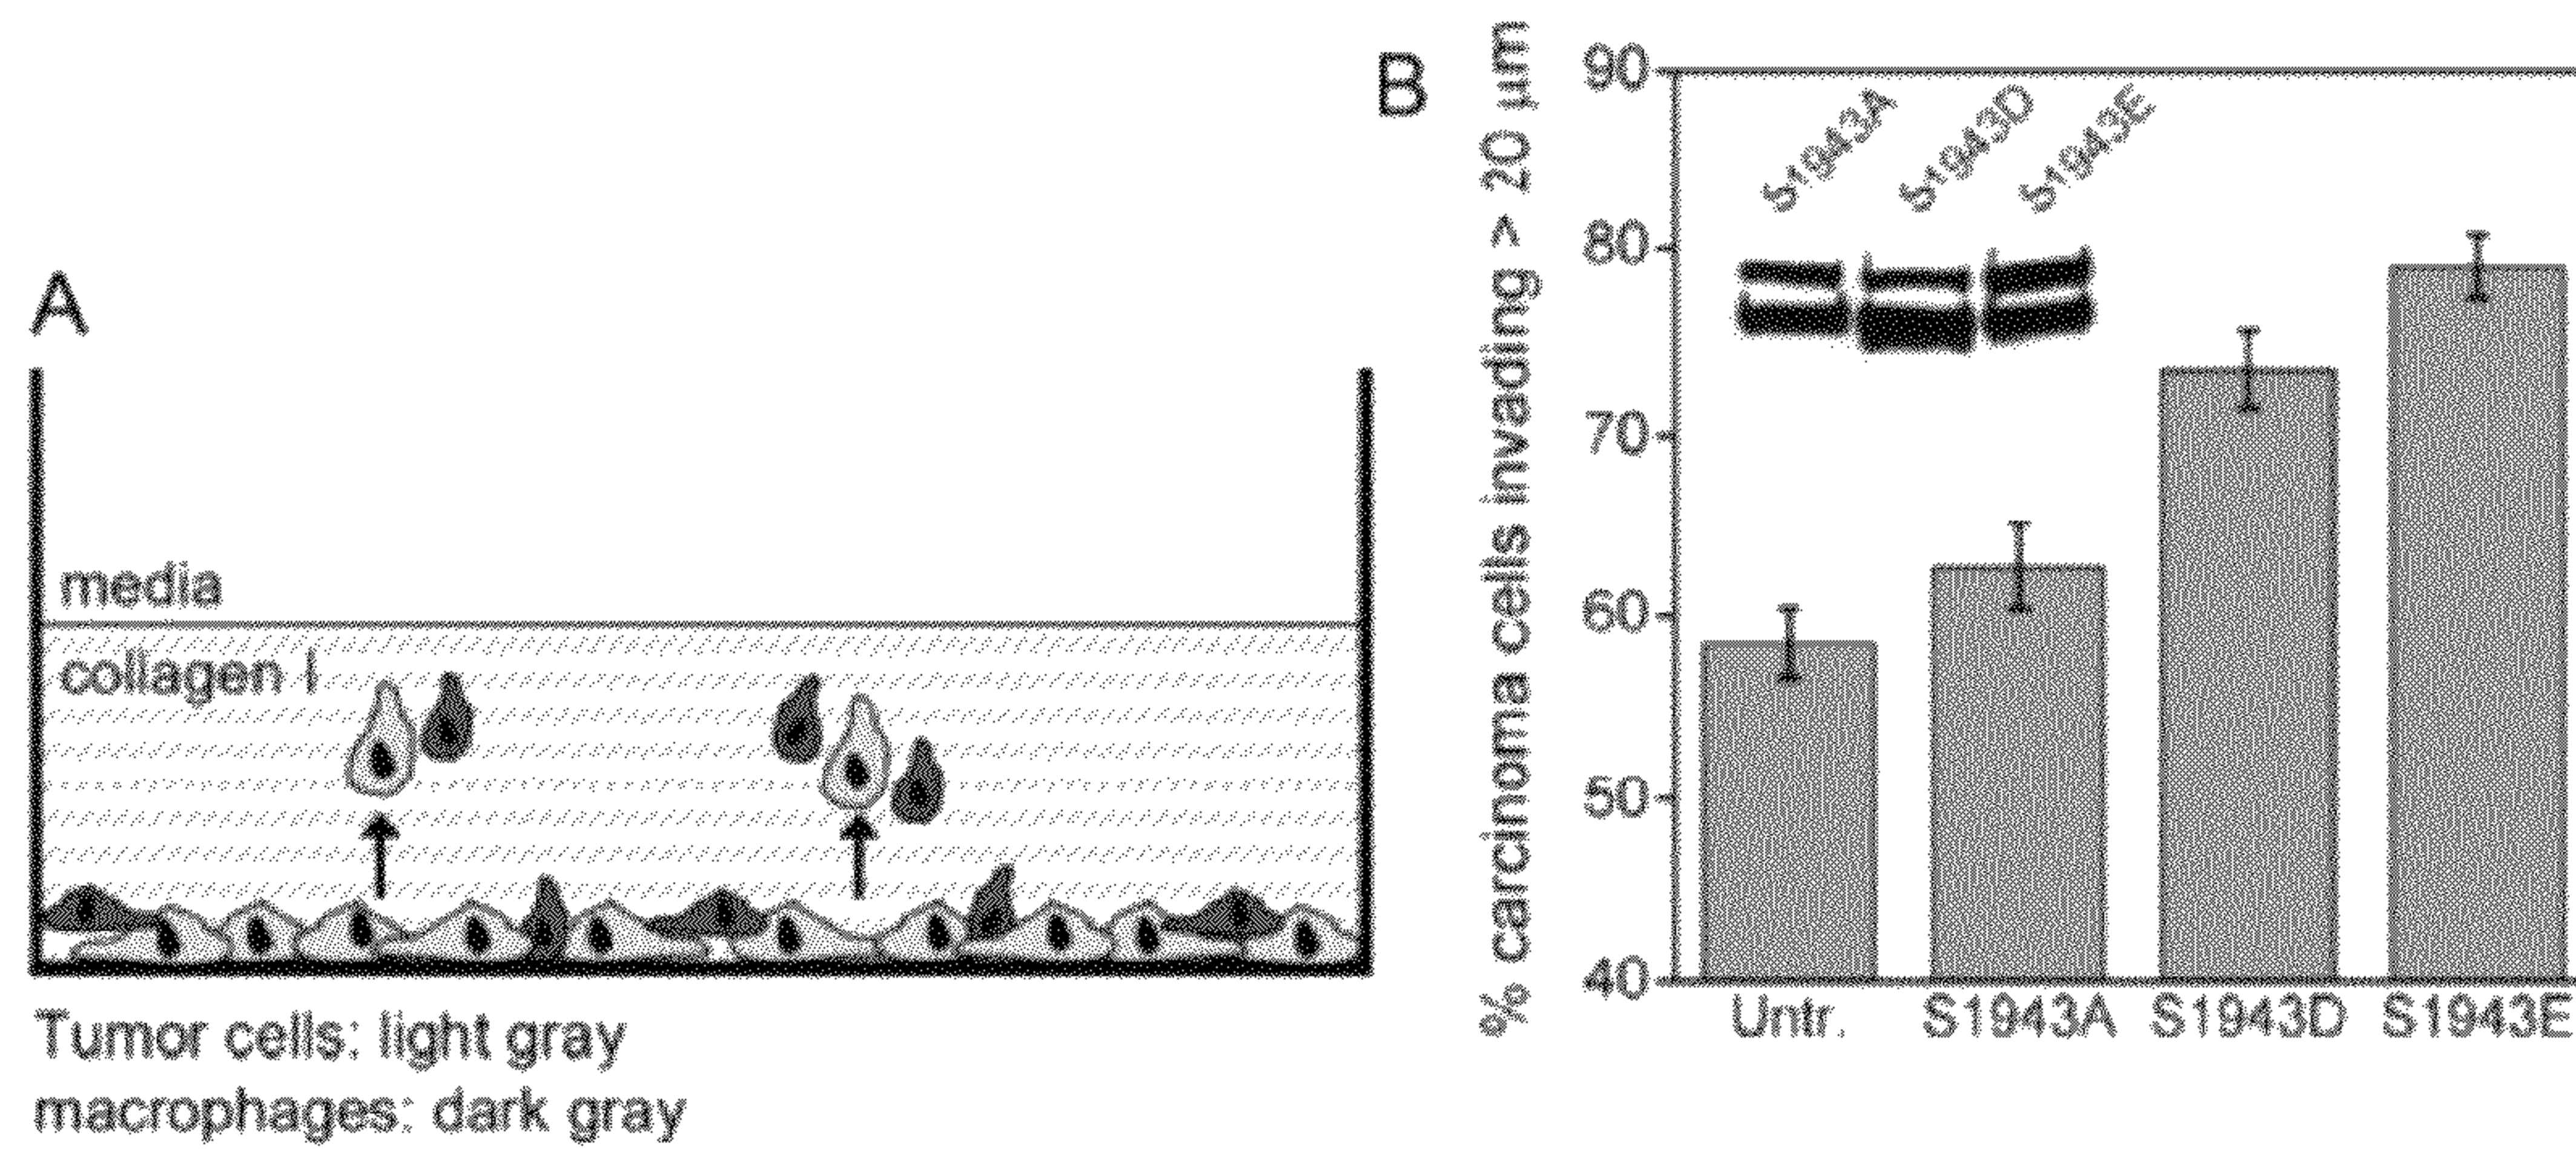 A
media
collagen I
Tumor cells: light gray
macrophages: dark gray
B
% carcinoma cells invading > 20 µm
90
80
70
60
50
40
S1943A
S1943D
S1943E
Untr.
S1943A
S1943D
S1943E